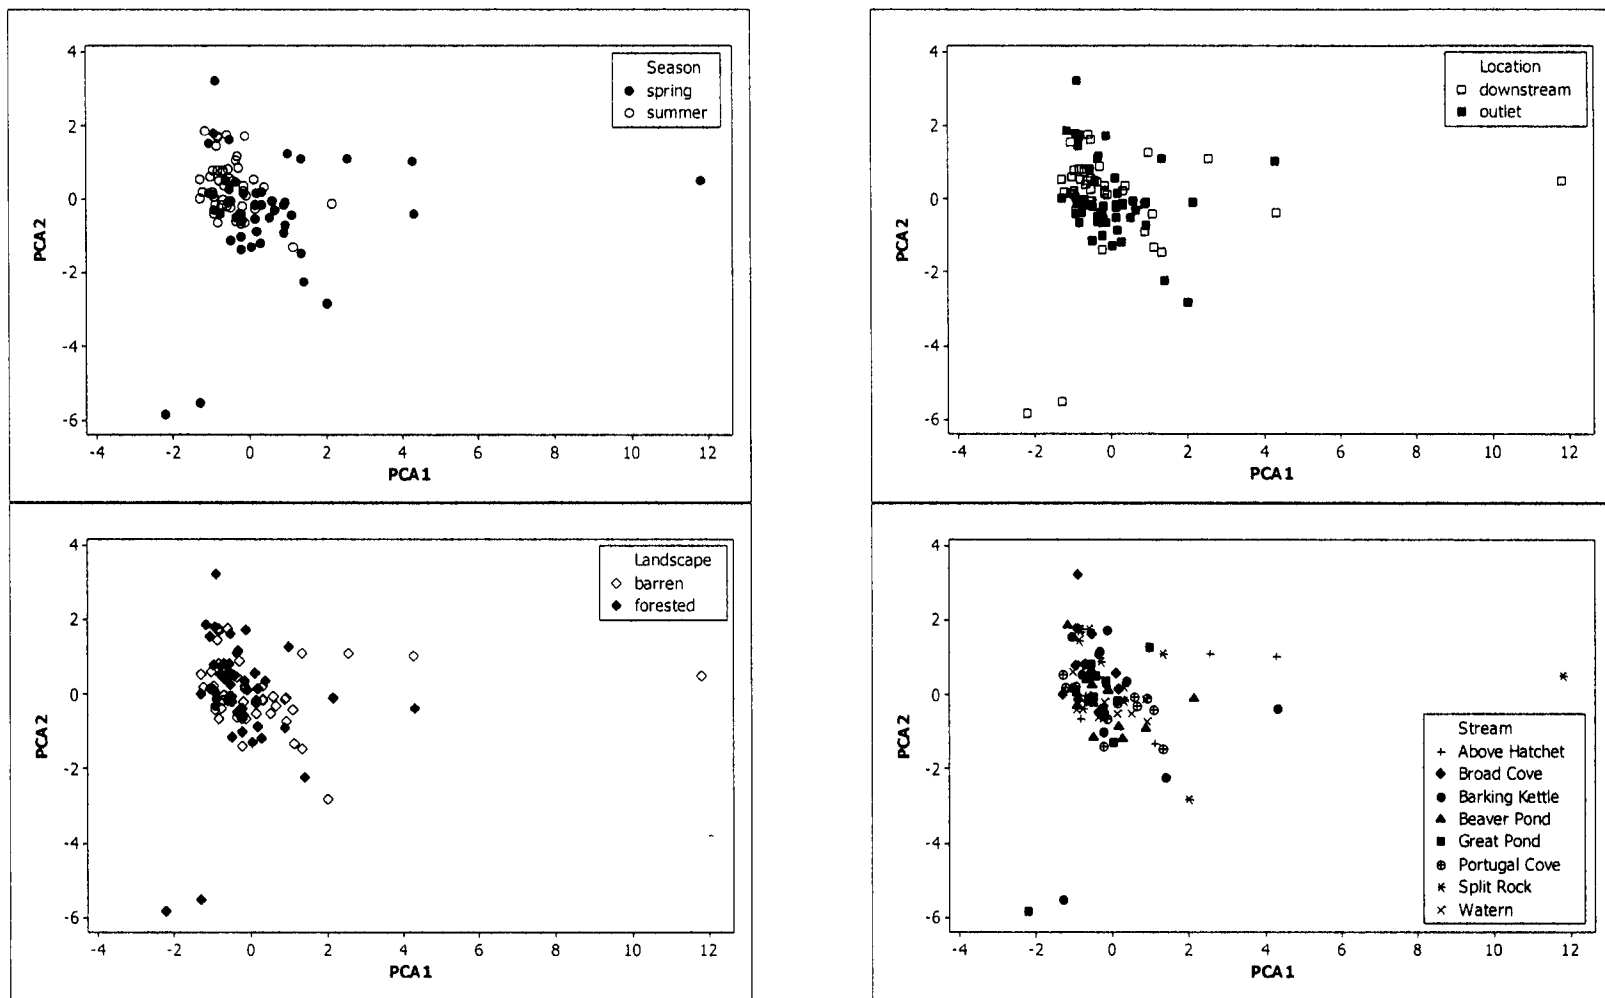 4
2
0
-2
-4
-6
PCA 2
-4 -2 0 2 4 6 8 10 12
PCA 1
Season
spring
summer
4
2
0
-2
-4
-6
PCA 2
-4 -2 0 2 4 6 8 10 12
PCA 1
Location
downstream
outlet
4
2
0
-2
-4
-6
PCA 2
-4 -2 0 2 4 6 8 10 12
PCA 1
Landscape
barren
forested
4
2
0
-2
-4
-6
PCA 2
-4 -2 0 2 4 6 8 10 12
PCA 1
Stream
Above Hatchet
Broad Cove
Barking Kettle
Beaver Pond
Great Pond
Portugal Cove
Split Rock
Watern